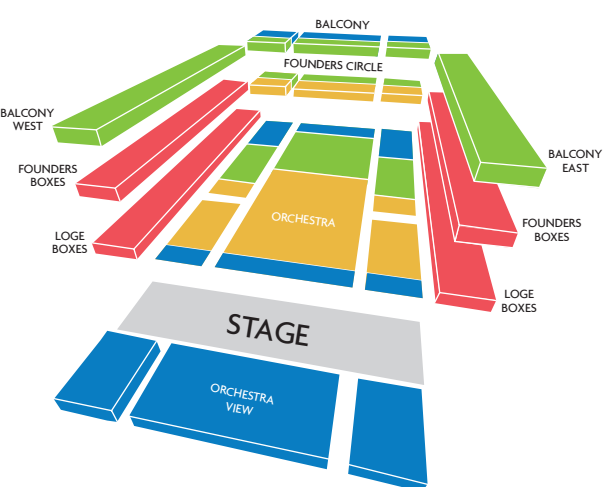 BALCONY
FOUNDERS CIRCLE
BALCONY
WEST
BALCONY
EAST
FOUNDERS
BOXES
FOUNDERS
BOXES
LOGE
BOXES
LOGE
BOXES
ORCHESTRA
STAGE
ORCHESTRA
VIEW